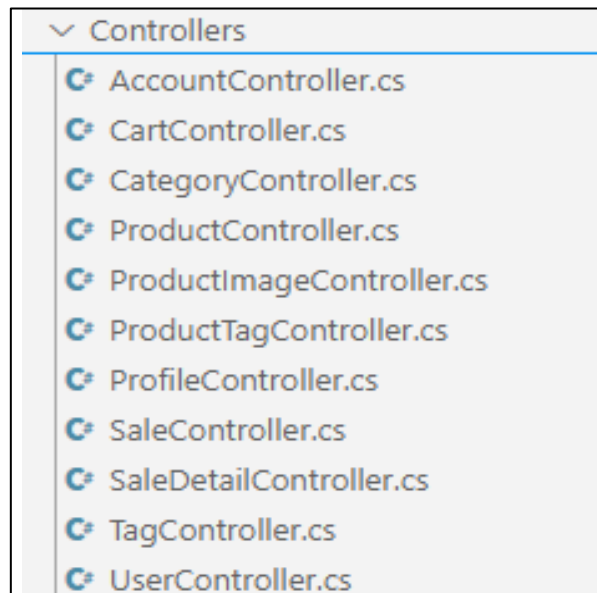 Controllers
C# AccountController.cs
C# CartController.cs
C# CategoryController.cs
C# ProductController.cs
C# ProductImageController.cs
C# ProductTagController.cs
C# ProfileController.cs
C# SaleController.cs
C# SaleDetailController.cs
C# TagController.cs
C# UserController.cs